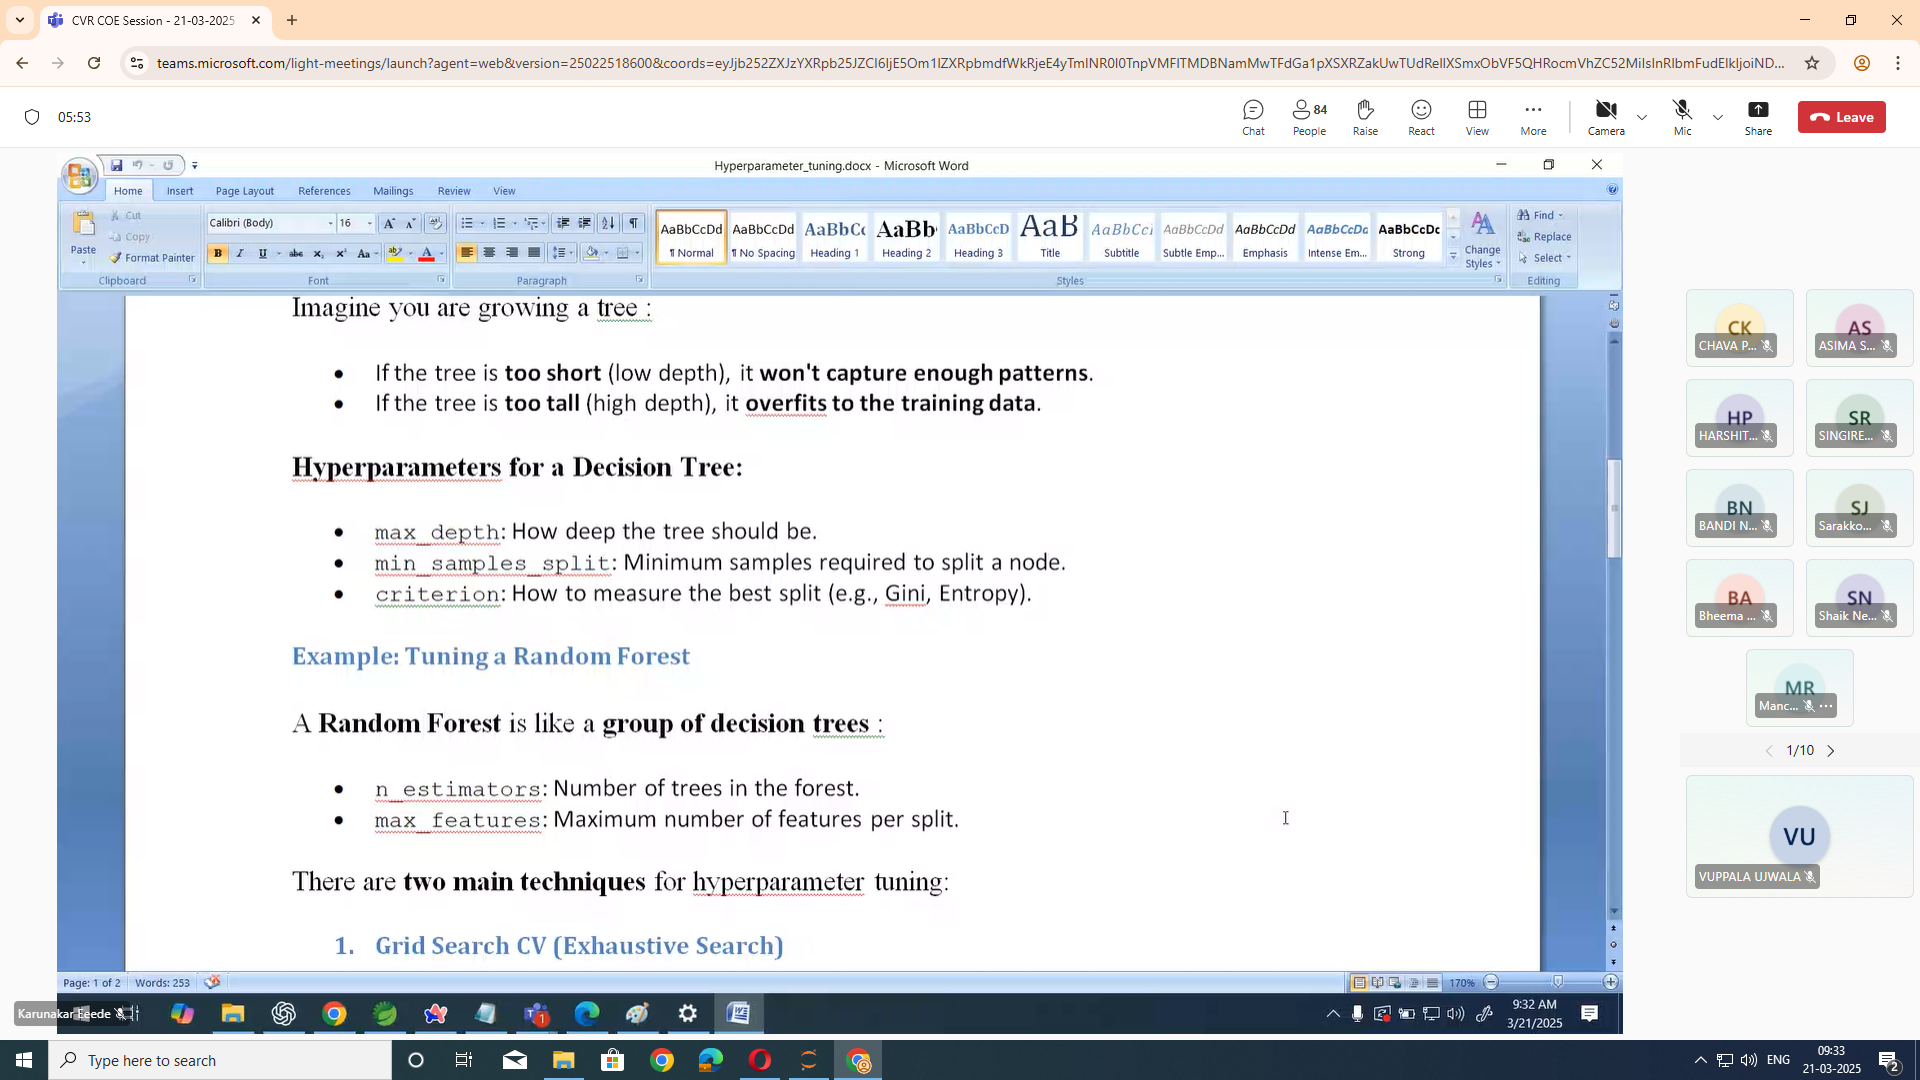 CVR COE Session - 21-03-2025
teams.microsoft.com/light-meetings/launch?agent=web&version=25022518600&coords=
05:53
Chat
84
People
Raise
React
View
More
Camera
Mic
Share
Leave
Hyperparameter_tuning.docx - Microsoft Word
Home Insert Page Layout References Mailings Review View
Paste
Cut
Copy
Format Painter
Clipboard
Calibri (Body) 16
Font
Paragraph
AaBbCcDd
¶ Normal
AaBbCcDd
¶ No Spacing
Heading 1
Heading 2
AaBbCcD
Heading 3
Title
Subtitle
AaBbCcDd
Subtle Emp...
AaBbCcDd
Emphasis
Intense Em...
Strong
Change Styles
Styles
Find
Replace
Select
Editing
Imagine you are growing a tree :
• If the tree is too short (low depth), it won't capture enough patterns.
• If the tree is too tall (high depth), it overfits to the training data.
Hyperparameters for a Decision Tree:
• max_depth: How deep the tree should be.
• min_samples_split: Minimum samples required to split a node.
• criterion: How to measure the best split (e.g., Gini, Entropy).
Example: Tuning a Random Forest
A Random Forest is like a group of decision trees :
• n_estimators: Number of trees in the forest.
• max_features: Maximum number of features per split.
There are two main techniques for hyperparameter tuning:
1. Grid Search CV (Exhaustive Search)
Page: 1 of 2 Words: 253
170%
Karunakar Eeede
9:32 AM
3/21/2025
CK
CHAVA P...
AS
ASIMA S...
HP
HARSHIT...
SR
SINGIRE...
BN
BANDI N...
SJ
Sarakko...
BA
Bheema ...
SN
Shaik Ne...
MR
Manc...
1/10
VU
VUPPALA UJWALA
Type here to search
ENG
09:33
21-03-2025
2